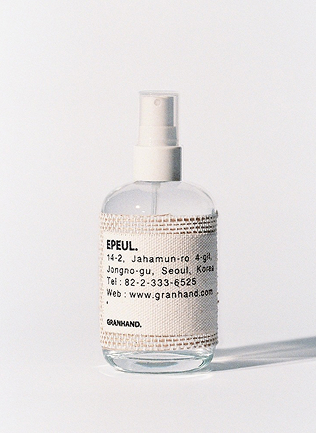 EPEUL.
14-2, Jahamun-ro 4-gil,
Jongno-gu, Seoul, Korea
Tel : 82-2-333-6525
Web : www.granhand.com
GRANHAND.